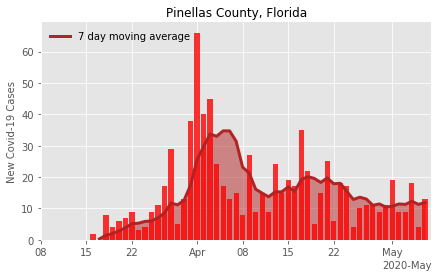 Pinellas County, Florida
7 day moving average
New Covid-19 Cases
60
50
40
30
20
10
0
08
15
22
Apr
08
15
22
May
2020-May